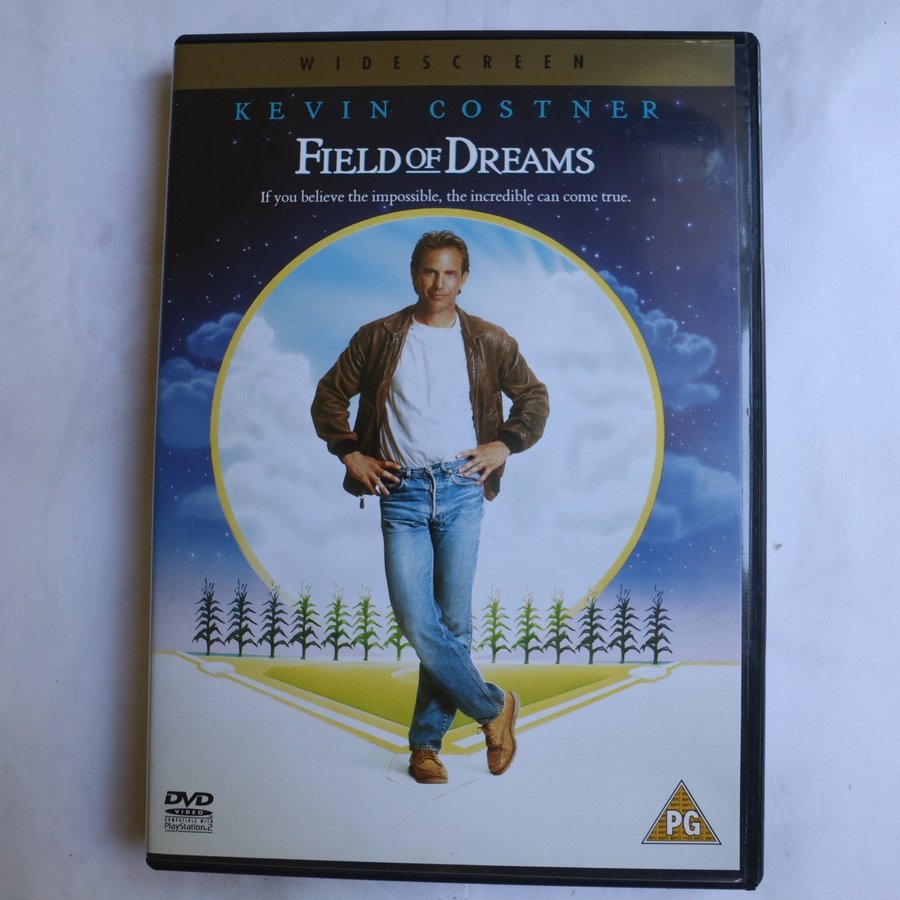 WIDESCREEN
KEVIN COSTNER
FIELD OF DREAMS
If you believe the impossible, the incredible can come true.
DVD
VIDEO
COMPATIBLE WITH
PlayStation 2
PG